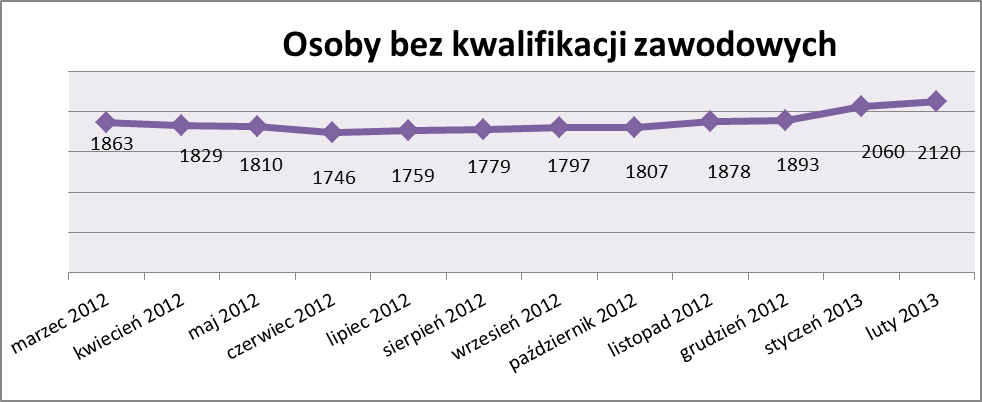 Osoby bez kwalifikacji zawodowych
1863
1829
1810
1746
1759
1779
1797
1807
1878
1893
2060
2120
marzec 2012
kwiecień 2012
maj 2012
czerwiec 2012
lipiec 2012
sierpień 2012
wrzesień 2012
październik 2012
listopad 2012
grudzień 2012
styczeń 2013
luty 2013